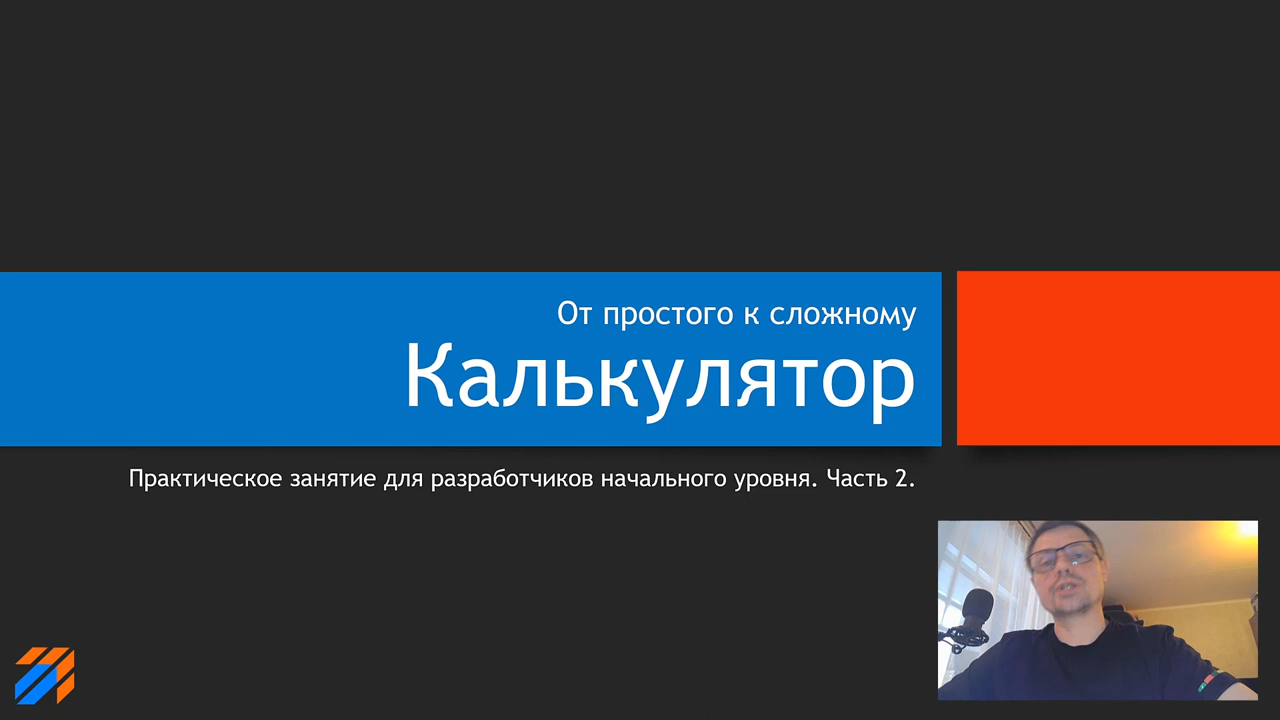 От простого к сложному
Калькулятор
Практическое занятие для разработчиков начального уровня. Часть 2.